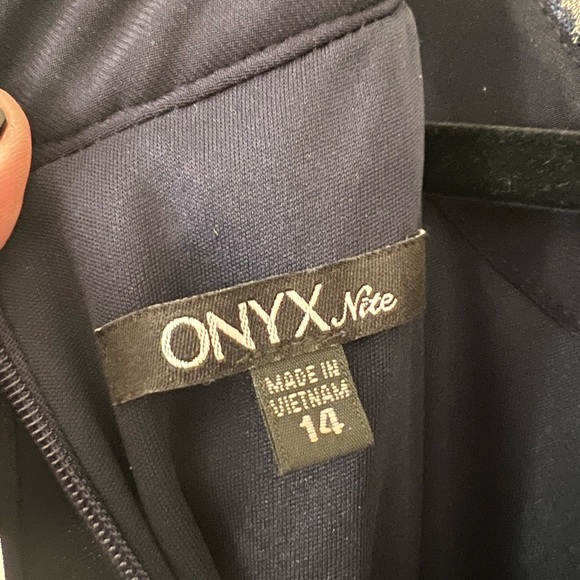 ONYX Nite
MADE IN
VIETNAM
14